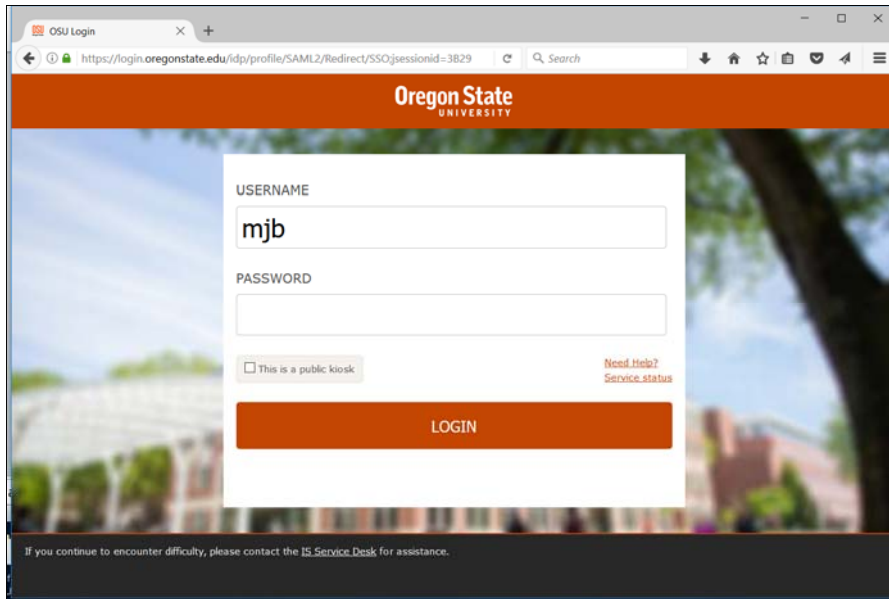 OSU Login
https://login.oregonstate.edu/idp/profile/SAML2/Redirect/SSO;jsessionid=3829
Search
Oregon State
UNIVERSITY
USERNAME
mjb
PASSWORD
This is a public kiosk
Need Help?
Service status
LOGIN
If you continue to encounter difficulty, please contact the IS Service Desk for assistance.